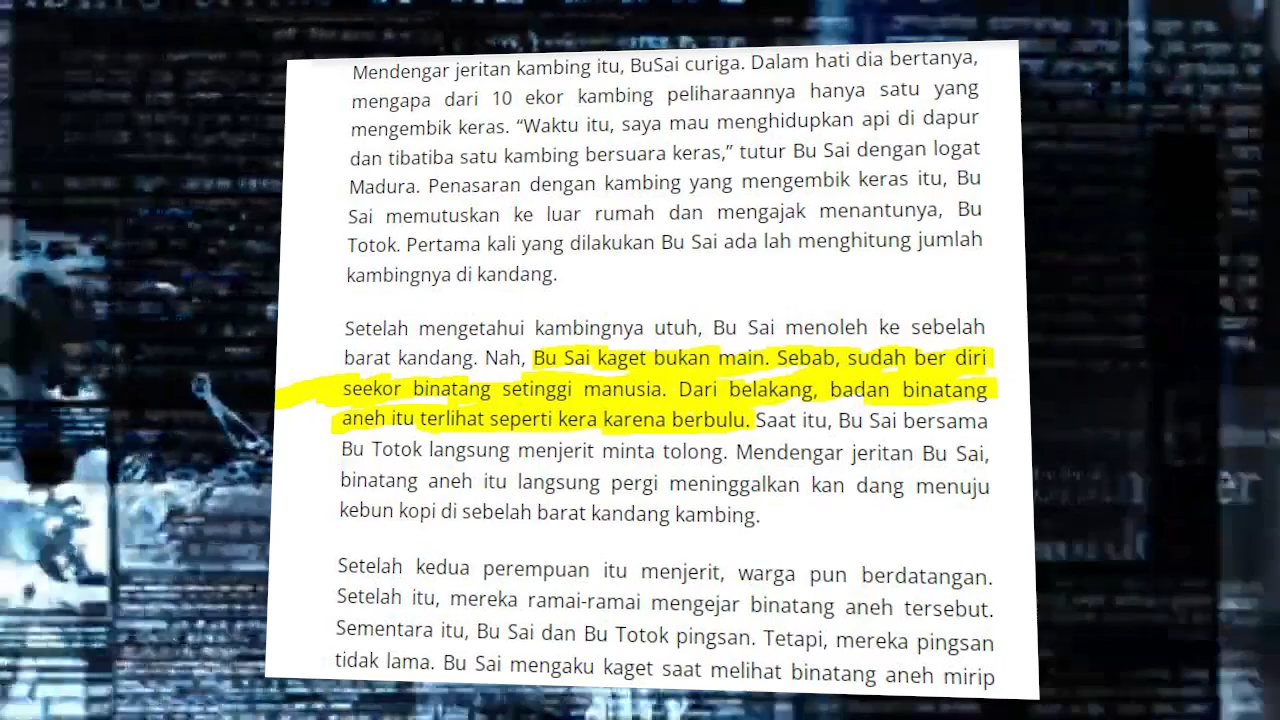 Mendengar jeritan kambing itu, BuSai curiga. Dalam hati dia bertanya,
mengapa dari 10 ekor kambing peliharaannya hanya satu yang
mengembik keras. “Waktu itu, saya mau menghidupkan api di dapur
dan tibatiba satu kambing bersuara keras,” tutur Bu Sai dengan logat
Madura. Penasaran dengan kambing yang mengembik keras itu, Bu
Sai memutuskan ke luar rumah dan mengajak menantunya, Bu
Totok. Pertama kali yang dilakukan Bu Sai ada lah menghitung jumlah
kambingnya di kandang.
Setelah mengetahui kambingnya utuh, Bu Sai menoleh ke sebelah
barat kandang. Nah, Bu Sai kaget bukan main. Sebab, sudah ber diri
seekor binatang setinggi manusia. Dari belakang, badan binatang
aneh itu terlihat seperti kera karena berbulu. Saat itu, Bu Sai bersama
Bu Totok langsung menjerit minta tolong. Mendengar jeritan Bu Sai,
binatang aneh itu langsung pergi meninggalkan kan dang menuju
kebun kopi di sebelah barat kandang kambing.
Setelah kedua perempuan itu menjerit, warga pun berdatangan.
Setelah itu, mereka ramai-ramai mengejar binatang aneh tersebut.
Sementara itu, Bu Sai dan Bu Totok pingsan. Tetapi, mereka pingsan
tidak lama. Bu Sai mengaku kaget saat melihat binatang aneh mirip